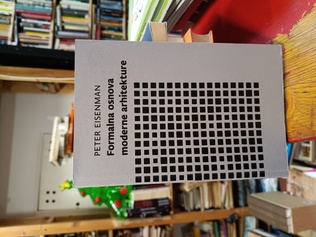 PETER EISENMAN
Formalna osnova
moderne arhitekture